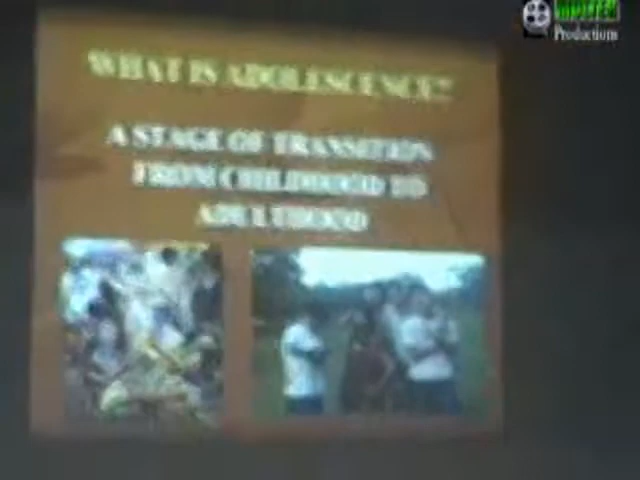 WHAT IS ADOLESCENCE?
A STAGE OF TRANSITION
FROM CHILDHOOD TO
ADULTHOOD
Productions